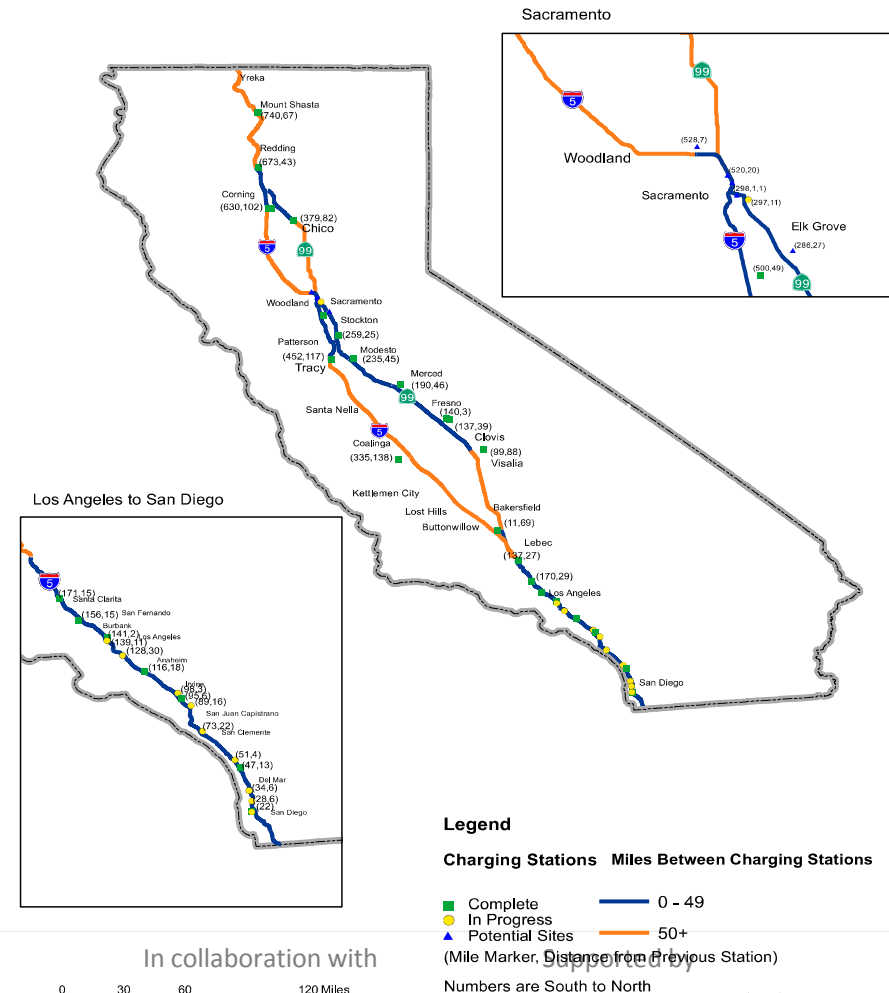 Sacramento
99
5
(528,7)
Woodland
(520,20)
Sacramento
(298,1,1)
(297,11)
Elk Grove
5
(286,27)
(500,49)
99
Yreka
Mount Shasta
(740,67)
Redding
(673,43)
Corning
(630,102)
(379,82)
Chico
5
99
Woodland
Sacramento
Stockton
(259,25)
Patterson
(452,117)
Modesto
(235,45)
Tracy
Merced
(190,46)
99
Santa Nella
Fresno
(140,3)
(137,39)
5
Clovis
Coalinga
(99,88)
(335,138)
Visalia
Kettlemen City
Lost Hills
Bakersfield
Buttonwillow
(11,69)
Lebec
(137,27)
(170,29)
Los Angeles
San Diego
Los Angeles to San Diego
5
(171,15)
Santa Clarita
(156,15)
San Fernando
Burbank
(141,2)
Los Angeles
(139,11)
(128,30)
Anaheim
(116,18)
Irvine
(98,3)
(95,6)
(89,16)
San Juan Capistrano
(73,22)
San Clemente
(51,4)
(47,13)
Del Mar
(34,6)
(28,6)
(22)
San Diego
Legend
Charging Stations Miles Between Charging Stations
Complete 0 - 49
In Progress
Potential Sites 50+
(Mile Marker, Distance from Previous Station)
In collaboration with Supported by
Numbers are South to North
0 30 60 120 Miles